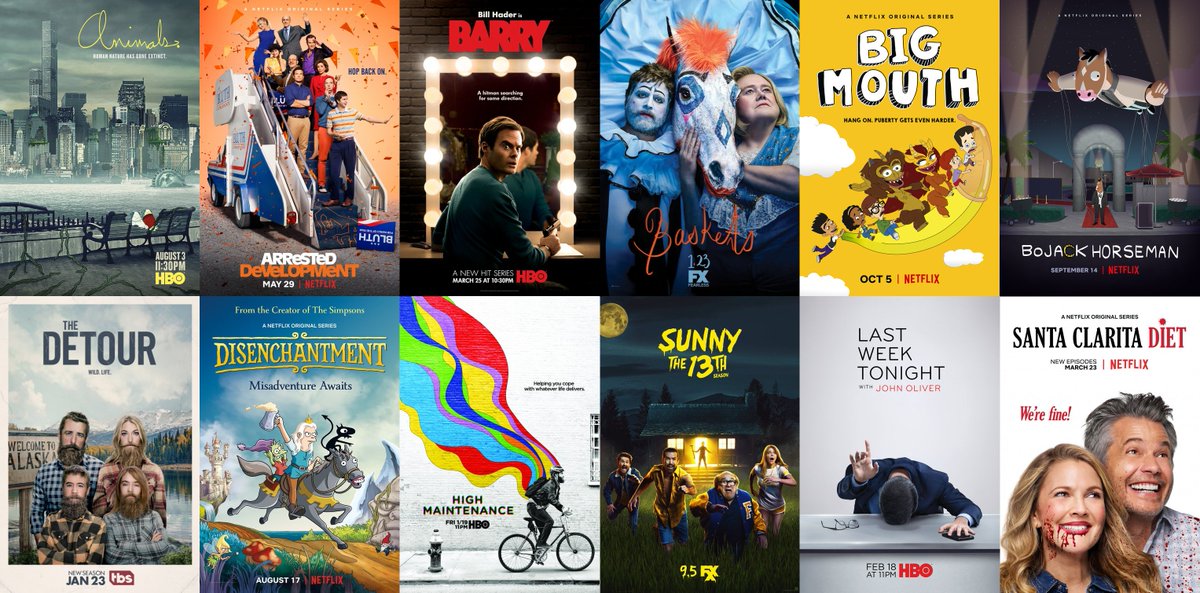 Animals.
HUMAN NATURE HAS GONE EXTINCT.
AUGUST 3
11:30PM
HBO
A NETFLIX ORIGINAL SERIES
HOP BACK ON.
BLUTH
ARReSTeD
DeVeLOPMeNT
MAY 29 | NETFLIX
Bill Hader is
BARRY
A hitman searching
for some direction.
A NEW HIT SERIES
MARCH 25 AT 10:30PM HBO
Baskets
1.23
FX
FEARLESS
A NETFLIX ORIGINAL SERIES
BIG
MOUTH
HANG ON. PUBERTY GETS EVEN HARDER.
OCT 5 | NETFLIX
A NETFLIX ORIGINAL SERIES
BOJACK HORSEMAN
SEPTEMBER 14 | NETFLIX
THE
DETOUR
WILD. LIFE.
WELCOME TO
ALASKA
NEW SEASON
JAN 23 tbs
From the Creator of The Simpsons
A NETFLIX ORIGINAL SERIES
DISENCHANTMENT
Misadventure Awaits
AUGUST 17 | NETFLIX
Helping you cope
with whatever life delivers.
HIGH
MAINTENANCE
FRI 1/19
11PM HBO
SUNNY
THE 13TH
SEASON
9.5 FXX
LAST
WEEK
TONIGHT
WITH JOHN OLIVER
FEB 18
AT 11PM HBO
A NETFLIX ORIGINAL SERIES
SANTA CLARITA DIET
NEW EPISODES
MARCH 23 | NETFLIX
We're fine!